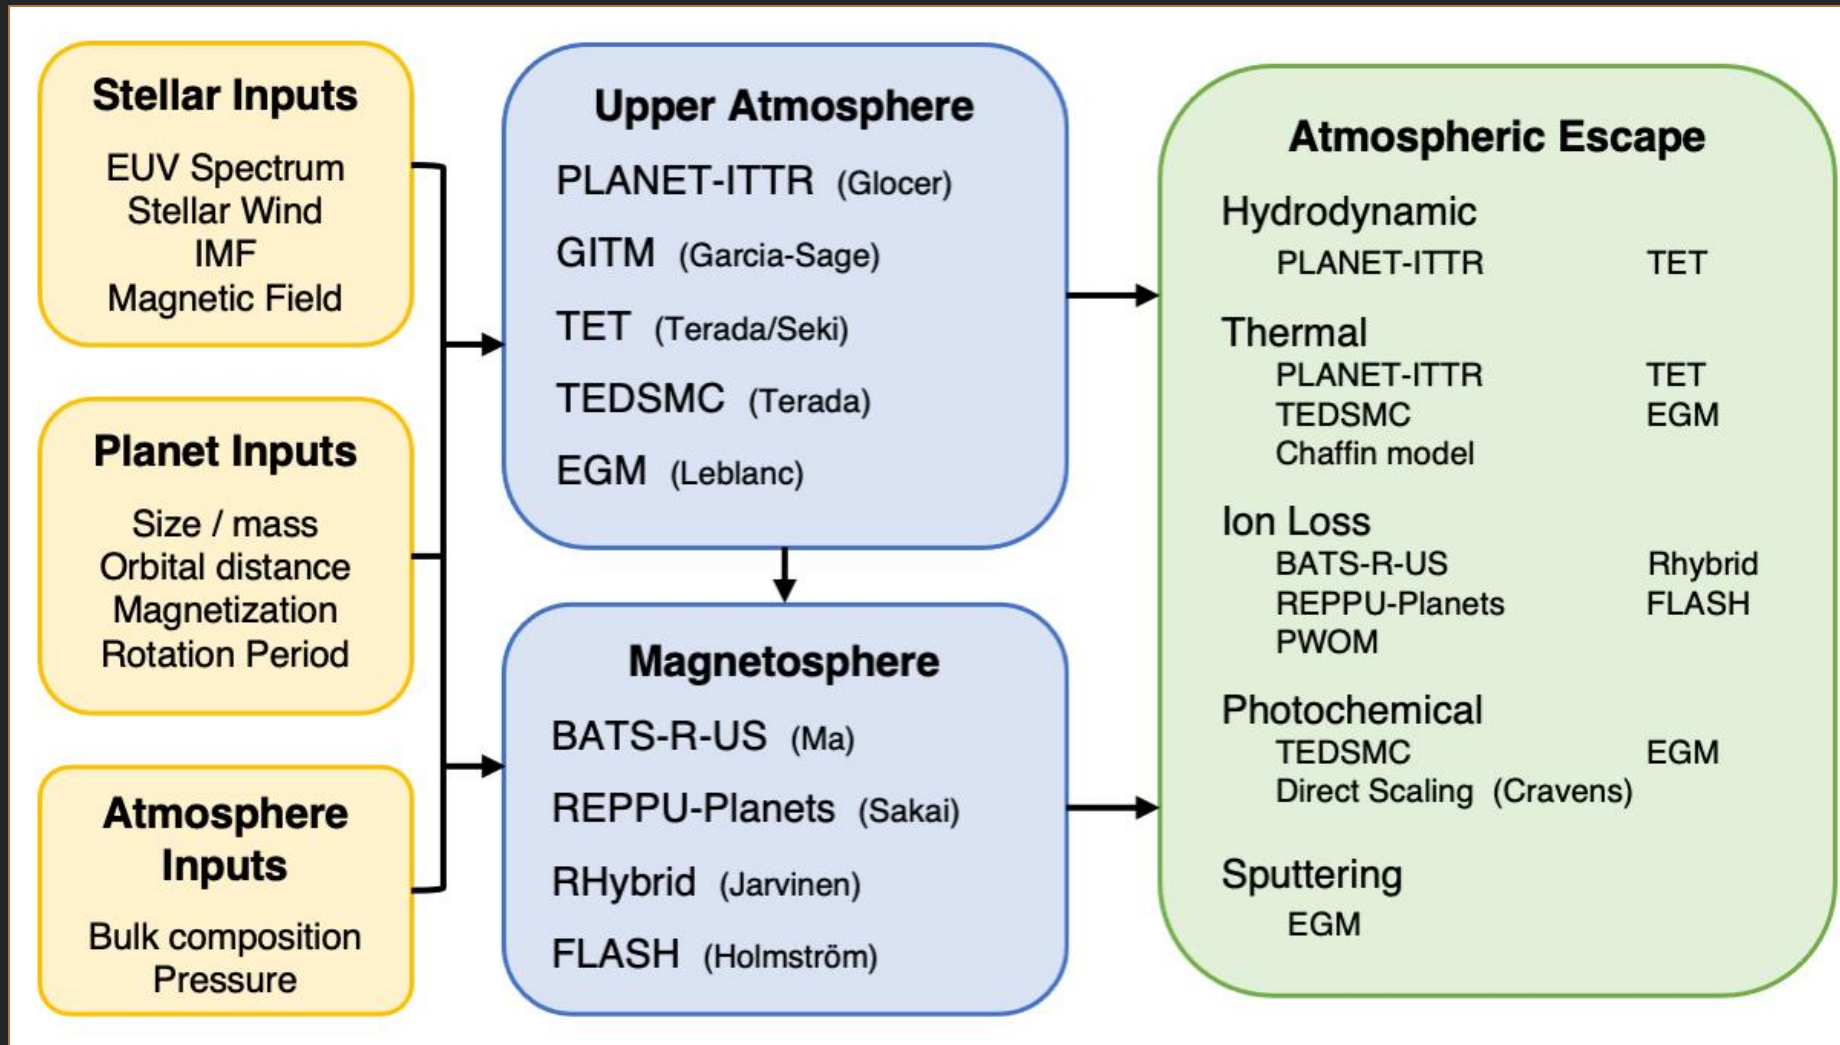 Stellar Inputs
EUV Spectrum
Stellar Wind
IMF
Magnetic Field
Planet Inputs
Size / mass
Orbital distance
Magnetization
Rotation Period
Atmosphere
Inputs
Bulk composition
Pressure
Upper Atmosphere
PLANET-ITTR (Glocer)
GITM (Garcia-Sage)
TET (Terada/Seki)
TEDSMC (Terada)
EGM (Leblanc)
Magnetosphere
BATS-R-US (Ma)
REPPU-Planets (Sakai)
RHybrid (Jarvinen)
FLASH (Holmström)
Atmospheric Escape
Hydrodynamic
PLANET-ITTR TET
Thermal
PLANET-ITTR TET
TEDSMC EGM
Chaffin model
Ion Loss
BATS-R-US Rhybrid
REPPU-Planets FLASH
PWOM
Photochemical
TEDSMC EGM
Direct Scaling (Cravens)
Sputtering
EGM